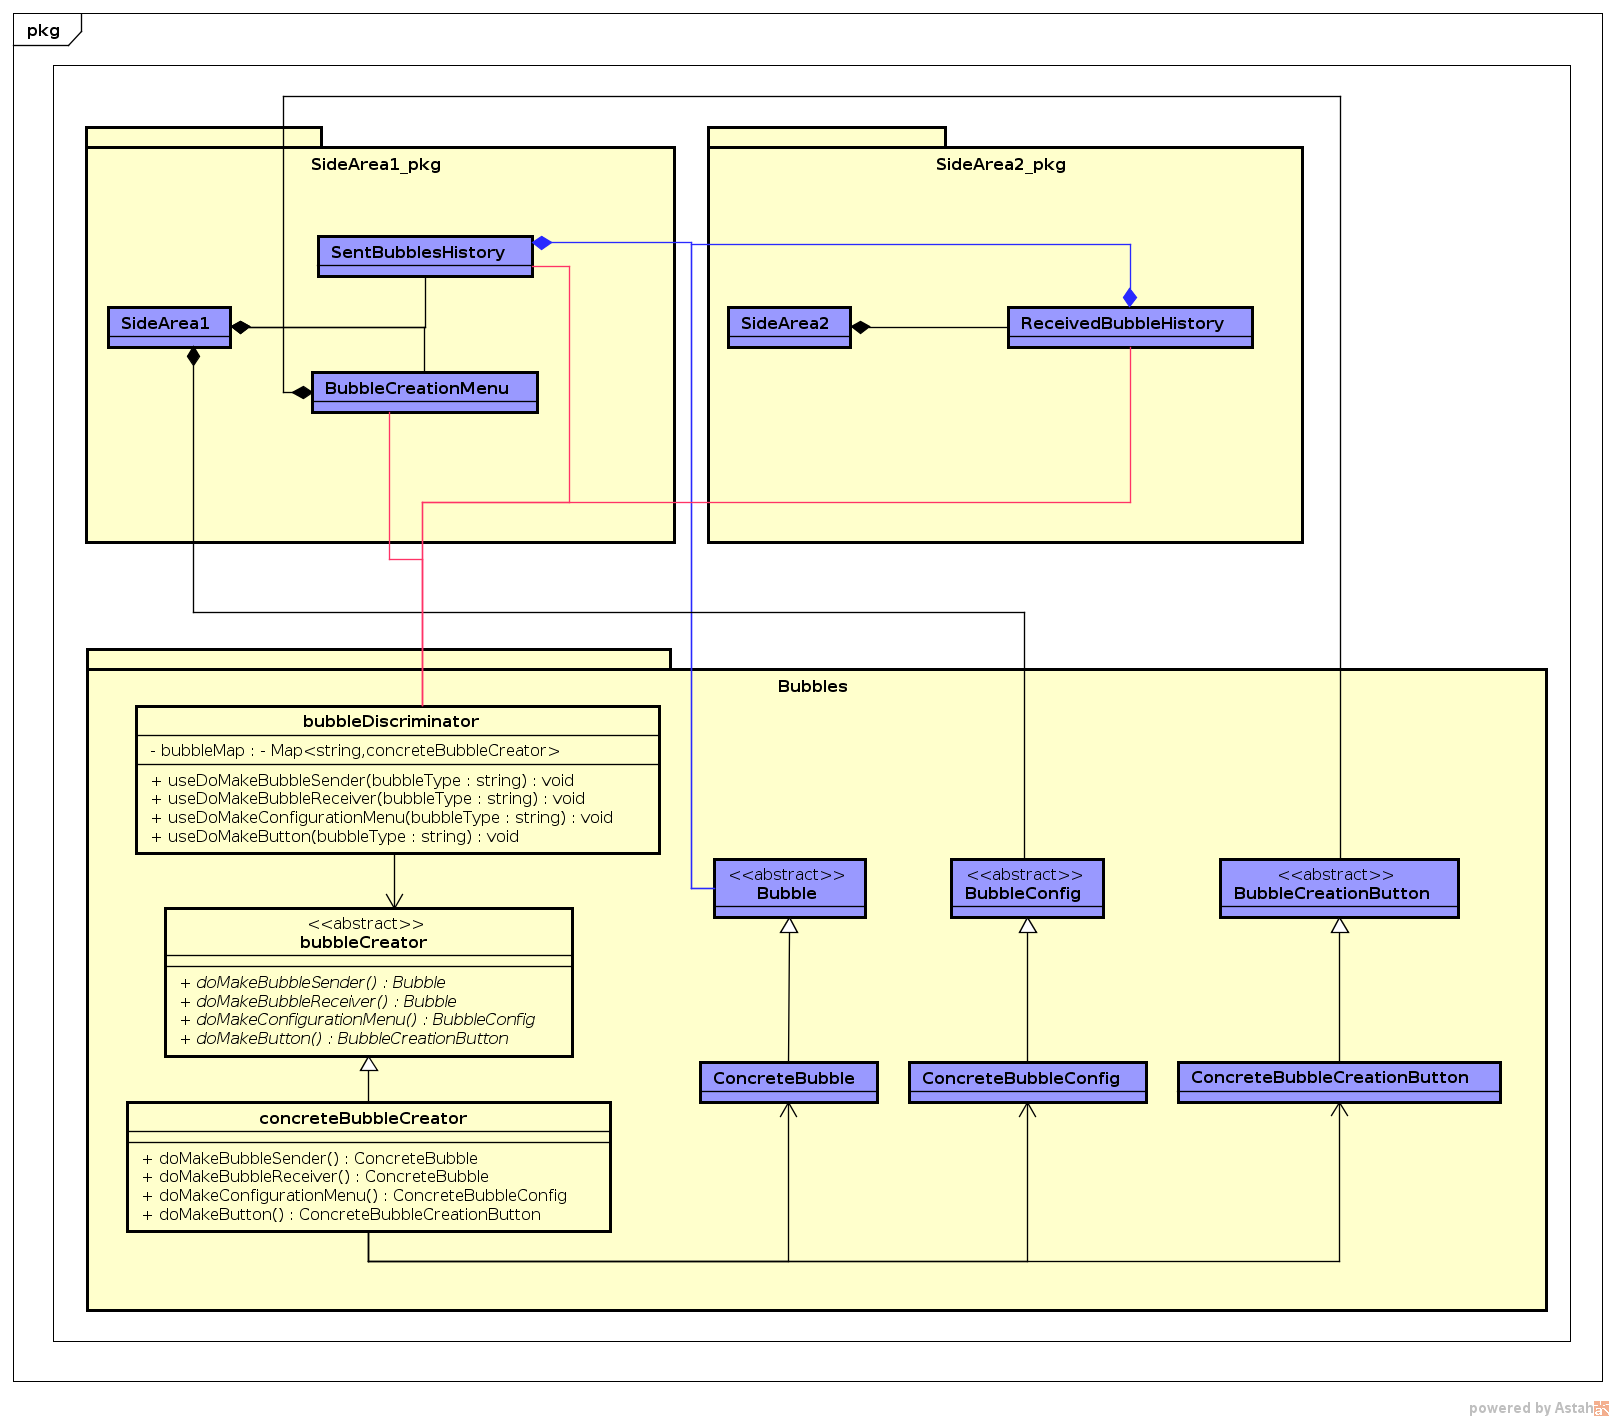 pkg
SideArea1_pkg
SideArea2_pkg
SentBubblesHistory
SideArea1
BubbleCreationMenu
SideArea2
ReceivedBubbleHistory
Bubbles
bubbleDiscriminator
- bubbleMap : - Map<string,concreteBubbleCreator>
+ useDoMakeBubbleSender(bubbleType : string) : void
+ useDoMakeBubbleReceiver(bubbleType : string) : void
+ useDoMakeConfigurationMenu(bubbleType : string) : void
+ useDoMakeButton(bubbleType : string) : void
<<abstract>>
bubbleCreator
+ doMakeBubbleSender() : Bubble
+ doMakeBubbleReceiver() : Bubble
+ doMakeConfigurationMenu() : BubbleConfig
+ doMakeButton() : BubbleCreationButton
<<abstract>>
Bubble
<<abstract>>
BubbleConfig
<<abstract>>
BubbleCreationButton
ConcreteBubble
ConcreteBubbleConfig
ConcreteBubbleCreationButton
concreteBubbleCreator
+ doMakeBubbleSender() : ConcreteBubble
+ doMakeBubbleReceiver() : ConcreteBubble
+ doMakeConfigurationMenu() : ConcreteBubbleConfig
+ doMakeButton() : ConcreteBubbleCreationButton
powered by Astah